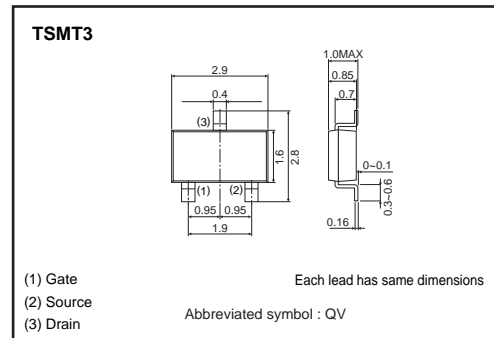 TSMT3
1.0MAX
2.9
0.85
0.4
0.7
(3)
1.6
2.8
0~0.1
(1)
(2)
0.3~0.6
0.95
0.95
0.16
1.9
(1) Gate
Each lead has same dimensions
(2) Source
Abbreviated symbol : QV
(3) Drain